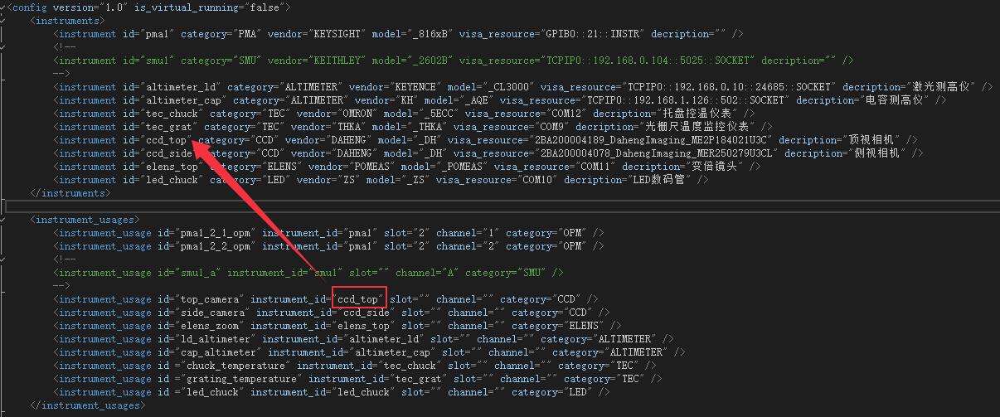 <config version="1.0" is_virtual_running="false">
<instruments>
<instrument id="pma1" category="PMA" vendor="KEYSIGHT" model="_816xB" visa_resource="GPIB0::21::INSTR" decription="" />
<!--
<instrument id="smu1" category="SMU" vendor="KEITHLEY" model="_2602B" visa_resource="TCPIP0::192.168.0.104::5025::SOCKET" decription="" />
-->
<instrument id="altimeter_ld" category="ALTIMETER" vendor="KEYENCE" model="_CL3000" visa_resource="TCPIP0::192.168.0.10::24685::SOCKET" decription="激光测高仪" />
<instrument id="altimeter_cap" category="ALTIMETER" vendor="KH" model="_AQE" visa_resource="TCPIP0::192.168.1.126::502::SOCKET" decription="电容测高仪" />
<instrument id="tec_chuck" category="TEC" vendor="OMRON" model="_5ECC" visa_resource="COM12" decription="托盘控温仪表" />
<instrument id="tec_grat" category="TEC" vendor="THKA" model="_THKA" visa_resource="COM9" decription="光栅尺温度监控仪表" />
<instrument id="ccd_top" category="CCD" vendor="DAHENG" model="_DH" visa_resource="2BA200004189_DahengImaging_ME2P184021U3C"  decription="顶视相机" />
<instrument id="ccd_side" category="CCD" vendor="DAHENG" model="_DH" visa_resource="2BA200004078_DahengImaging_MER250279U3CL" decription="侧视相机" />
<instrument id="elens_top" category="ELENS" vendor="POMEAS" model="_POMEAS" visa_resource="COM11" decription="变倍镜头" />
<instrument id="led_chuck" category="LED" vendor="ZS" model="_ZS" visa_resource="COM10" decription="LED数码管" />
</instruments>
<instrument_usages>
<instrument_usage id="pma1_2_1_opm" instrument_id="pma1" slot="2" channel="1" category="OPM" />
<instrument_usage id="pma1_2_2_opm" instrument_id="pma1" slot="2" channel="2" category="OPM" />
<!--
<instrument_usage id="smu1_a" instrument_id="smu1" slot="" channel="A" category="SMU" />
-->
<instrument_usage id="top_camera" instrument_id="ccd_top" slot="" channel="" category="CCD" />
<instrument_usage id="side_camera" instrument_id="ccd_side" slot="" channel="" category="CCD" />
<instrument_usage id="elens_zoom" instrument_id="elens_top" slot="" channel="" category="ELENS" />
<instrument_usage id="ld_altimeter" instrument_id="altimeter_ld" slot="" channel="" category="ALTIMETER" />
<instrument_usage id="cap_altimeter" instrument_id="altimeter_cap" slot="" channel="" category="ALTIMETER" />
<instrument_usage id ="chuck_temperature" instrument_id="tec_chuck" slot="" channel="" category="TEC" />
<instrument_usage id ="grating_temperature" instrument_id="tec_grat" slot="" channel="" category="TEC" />
<instrument_usage id ="led_chuck" instrument_id="led_chuck" slot="" channel="" category="LED" />
</instrument_usages>